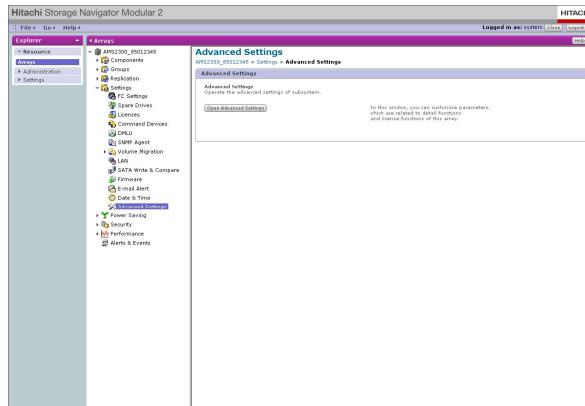 Hitachi Storage Navigator Modular 2
HITACHI
File Go Help
Logged in as: system Close Logout
Explorer
Resource
Arrays
Administration
Settings
Arrays
AMS2300_85012345
Components
Groups
Replication
Settings
FC Settings
Spare Drives
Licenses
Command Devices
DMLU
SNMP Agent
Volume Migration
LAN
SATA Write & Compare
Firmware
E-mail Alert
Date & Time
Advanced Settings
Power Saving
Security
Performance
Alerts & Events
Help
Advanced Settings
AMS2300_85012345 > Settings > Advanced Settings
Advanced Settings
Advanced Settings
Operate the advanced settings of subsystem.
Open Advanced Settings
In this window, you can customize parameters,
which are related to detail functions
and license functions of this array.